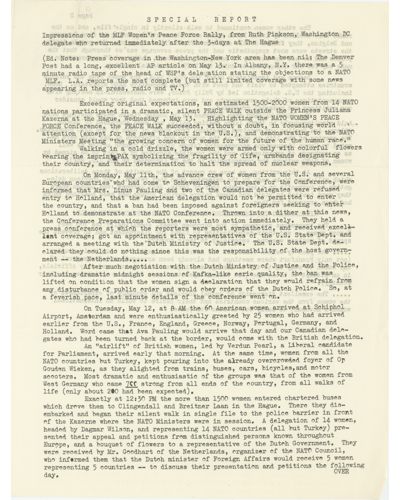 SPECIAL REPORT
Impressions of the MLF Women's Peace Force Rally, from Ruth Pinkson, Washington DC
delegate who returned immediately after the 3-days at The Hague
(Ed. Note: Press coverage in the Washington-New York area has been nil: The Denver
Post had a long, excellent AP article on May 13. In Albany, N.Y. there was a 5
minute radio tape of the head of WSP's delegation stating the objections to a NATO
MLF. L.A. reports the most complete (but still limited coverage with some news
appearing in the press, radio and TV.)
Exceeding original expectations, an estimated 1500-2000 women from 14 NATO
nations participated in a dramatic, silent PEACE WALK outside the Princess Juliana
Kazerna at the Hague, Wednesday, May 13. Highlighting the NATO WOMEN'S PEACE
FORCE Conference, the PEACE WALK succeeded, without a doubt, in focusing world
attention (except for the news blackout in the U.S.), and demonstrating to the NATO
Ministers Meeting "the growing concern of women for the future of the human race."
Walking in a cold drizzle, the women were armed only with colorful flowers
bearing the imprint PAX symbolizing the fragility of life, armbands designating
their country, and their determination to halt the spread of nuclear weapons.
On Monday, May 11th, the advance crew of women from the U.S. and several
European countries who had come to Scheveningen to prepare for the Conference, were
informed that Mrs. Linus Pauling and two of the Canadian delegates were refused
entry to Holland, that the American delegation would not be permitted to enter
the country, and that a ban had been imposed against foreigners seeking to enter
Holland to demonstrate at the NATO Conference. Thrown into a dither at this news,
the Conference Preparations Committee went into action immediately. They held a
press conference at which the reporters were most sympathetic, and received excell-
ent coverage; got an appointment with representatives of the U.S. State Dept. and
arranged a meeting with the Dutch Ministry of Justice. The U.S. State Dept. de-
clared they could do nothing since this was the responsibility of the host govern-
ment -- the Netherlands.....
After much negotiation with the Dutch Ministry of Justice and the Police,
including dramatic midnight sessions of Kafka-like eerie quality, the ban was
lifted on condition that the women sign a declaration that they would refrain from
any disturbance of public order and would obey orders of the Dutch Police. So, at
a feverish pace, last minute details of the conference went on.
On Tuesday, May 12, at 8 AM the 60 American women arrived at Schiphol
Airport, Amsterdam and were enthusiastically greeted by 25 women who had arrived
earlier from the U.S., France, England, Greece, Norway, Portugal, Germany, and
Holland. Word came that Ava Pauling would arrive that day and our Canadian dele-
gates who had been turned back at the border, would come with the British delegation.
An "airlift" of British women, led by Verdun Pearl, a liberal candidate
for Parliament, arrived early that morning. At the same time, women from all the
NATO countries but Turkey, kept pouring into the already overcrowded foyer of Op
Gouden Wieken, as they alighted from trains, buses, cars, bicycles, and motor
scooters. Most dramatic and enthusiastic of the groups was that of the women from
West Germany who came strong from all ends of the country, from all walks of
life (only about 200 had been expected).
Exactly at 12:30 PM the more than 1500 women entered chartered buses
which drew them to Clingendall and Breitner Laan in the Hague. There they dis-
embarked and began their silent walk in single file to the police barrier in front
of the Kazerne where the NATO Ministers were in session. A delegation of 14 women,
headed by Dagmar Wilson, and representing 14 NATO countries (all but Turkey) pre-
sented their appeal and petitions from distinguished persons known throughout
Europe, and a bouquet of flowers to a representative of the Dutch Government. They
were received by Mr. Goedhart of the Netherlands, organizer of the NATO Council,
who informed them that the Dutch minister of Foreign Affairs would receive 5 women
representing 5 countries -- to discuss their presentation and petitions the following
day.
OVER